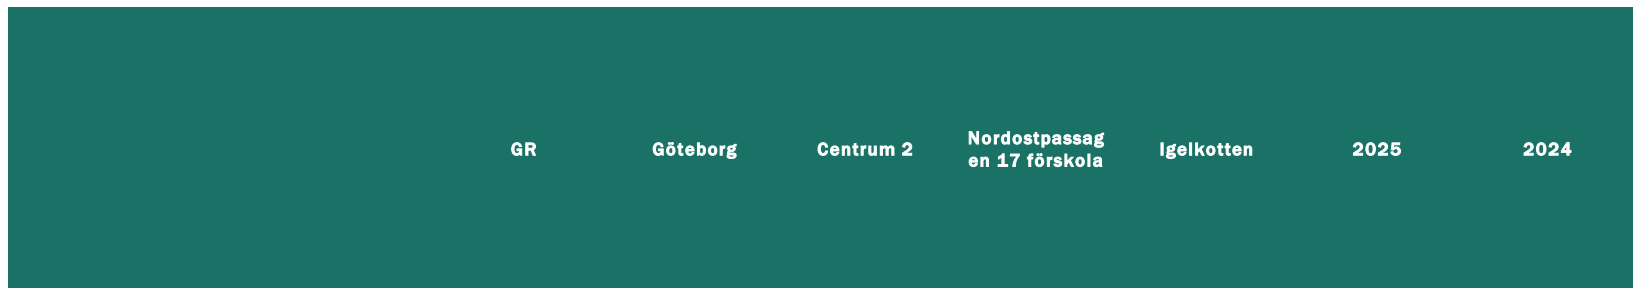 GR
Göteborg
Centrum 2
Nordostpassag
en 17 förskola
Igelkotten
2025
2024